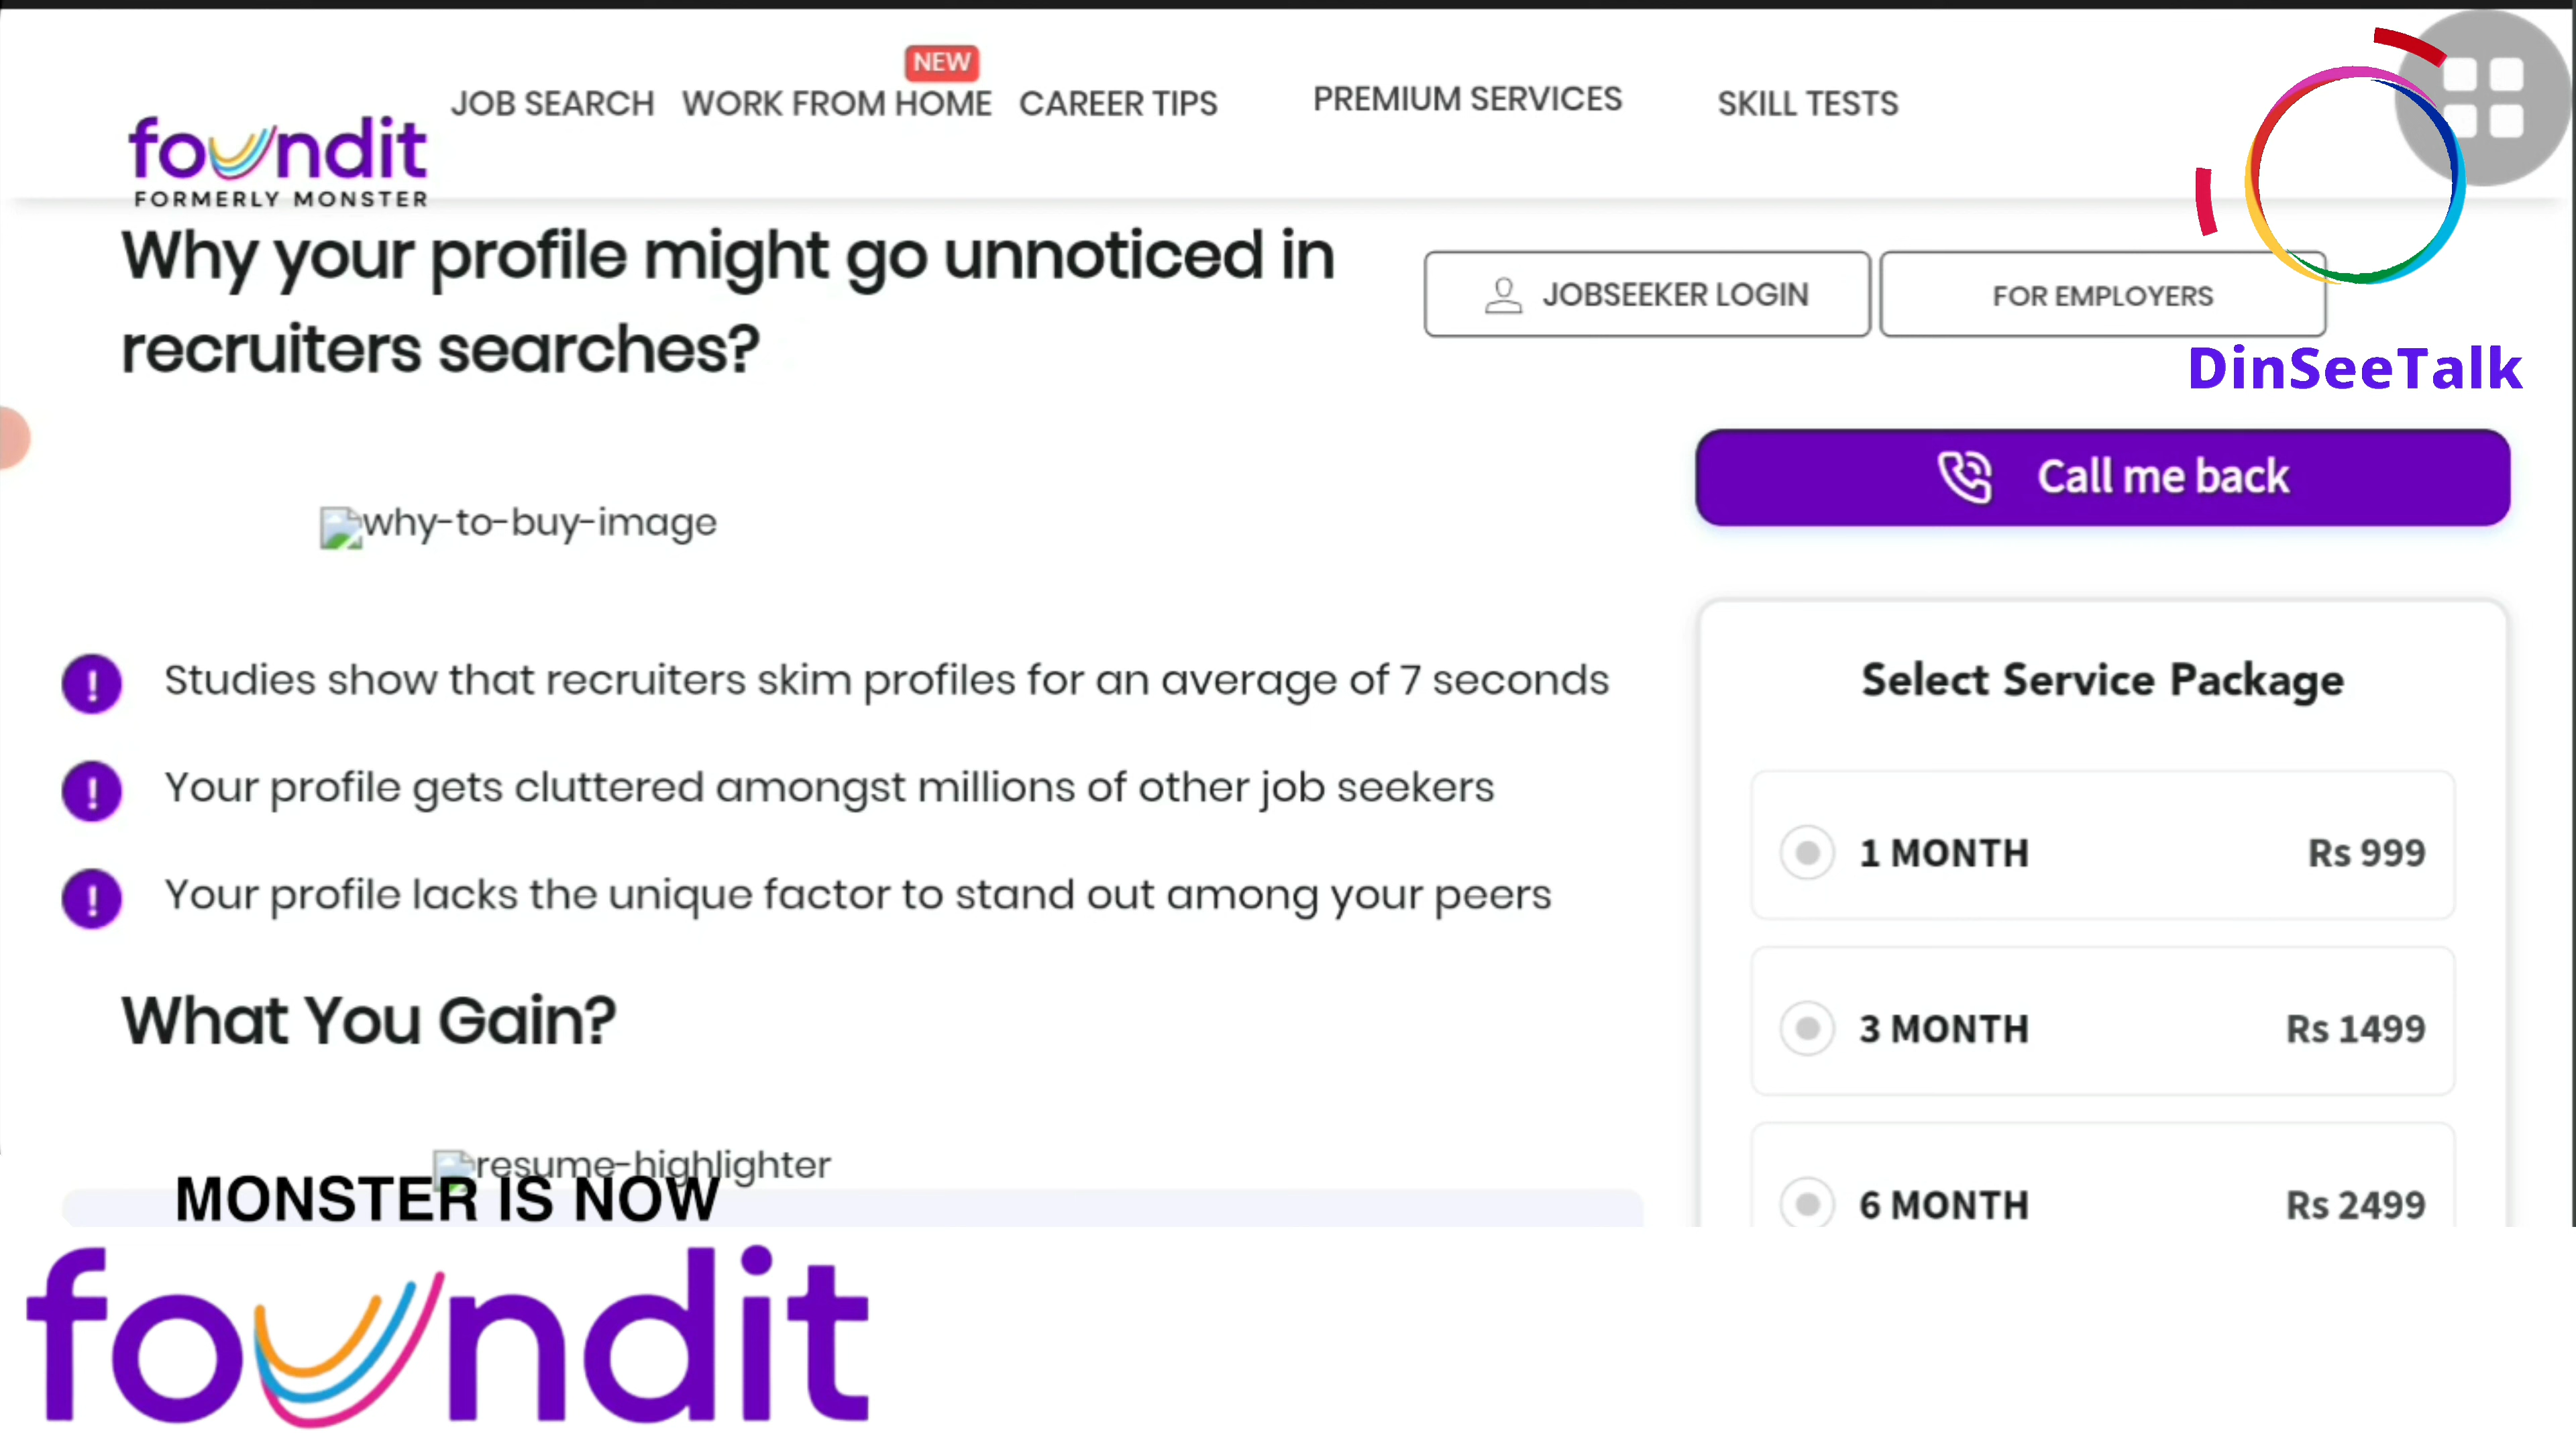 NEW
JOB SEARCH WORK FROM HOME CAREER TIPS PREMIUM SERVICES SKILL TESTS
foundit
FORMERLY MONSTER
Why your profile might go unnoticed in
recruiters searches?
JOBSEEKER LOGIN
FOR EMPLOYERS
DinSeeTalk
Call me back
why-to-buy-image
Studies show that recruiters skim profiles for an average of 7 seconds
Your profile gets cluttered amongst millions of other job seekers
Your profile lacks the unique factor to stand out among your peers
What You Gain?
resume-highlighter
Select Service Package
1 MONTH Rs 999
3 MONTH Rs 1499
6 MONTH Rs 2499
MONSTER IS NOW
foundit